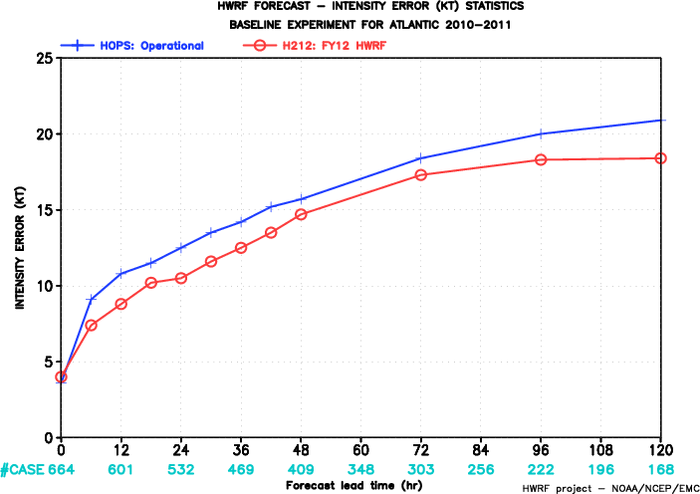 HWRF FORECAST – INTENSITY ERROR (KT) STATISTICS
BASELINE EXPERIMENT FOR ATLANTIC 2010–2011
HOPS: Operational H212: FY12 HWRF
25
20
15
10
5
0
INTENSITY ERROR (KT)
0 12 24 36 48 60 72 84 96 108 120
#CASE 664 601 532 469 409 348 303 256 222 196 168
Forecast lead time (hr)
HWRF project – NOAA/NCEP/EMC